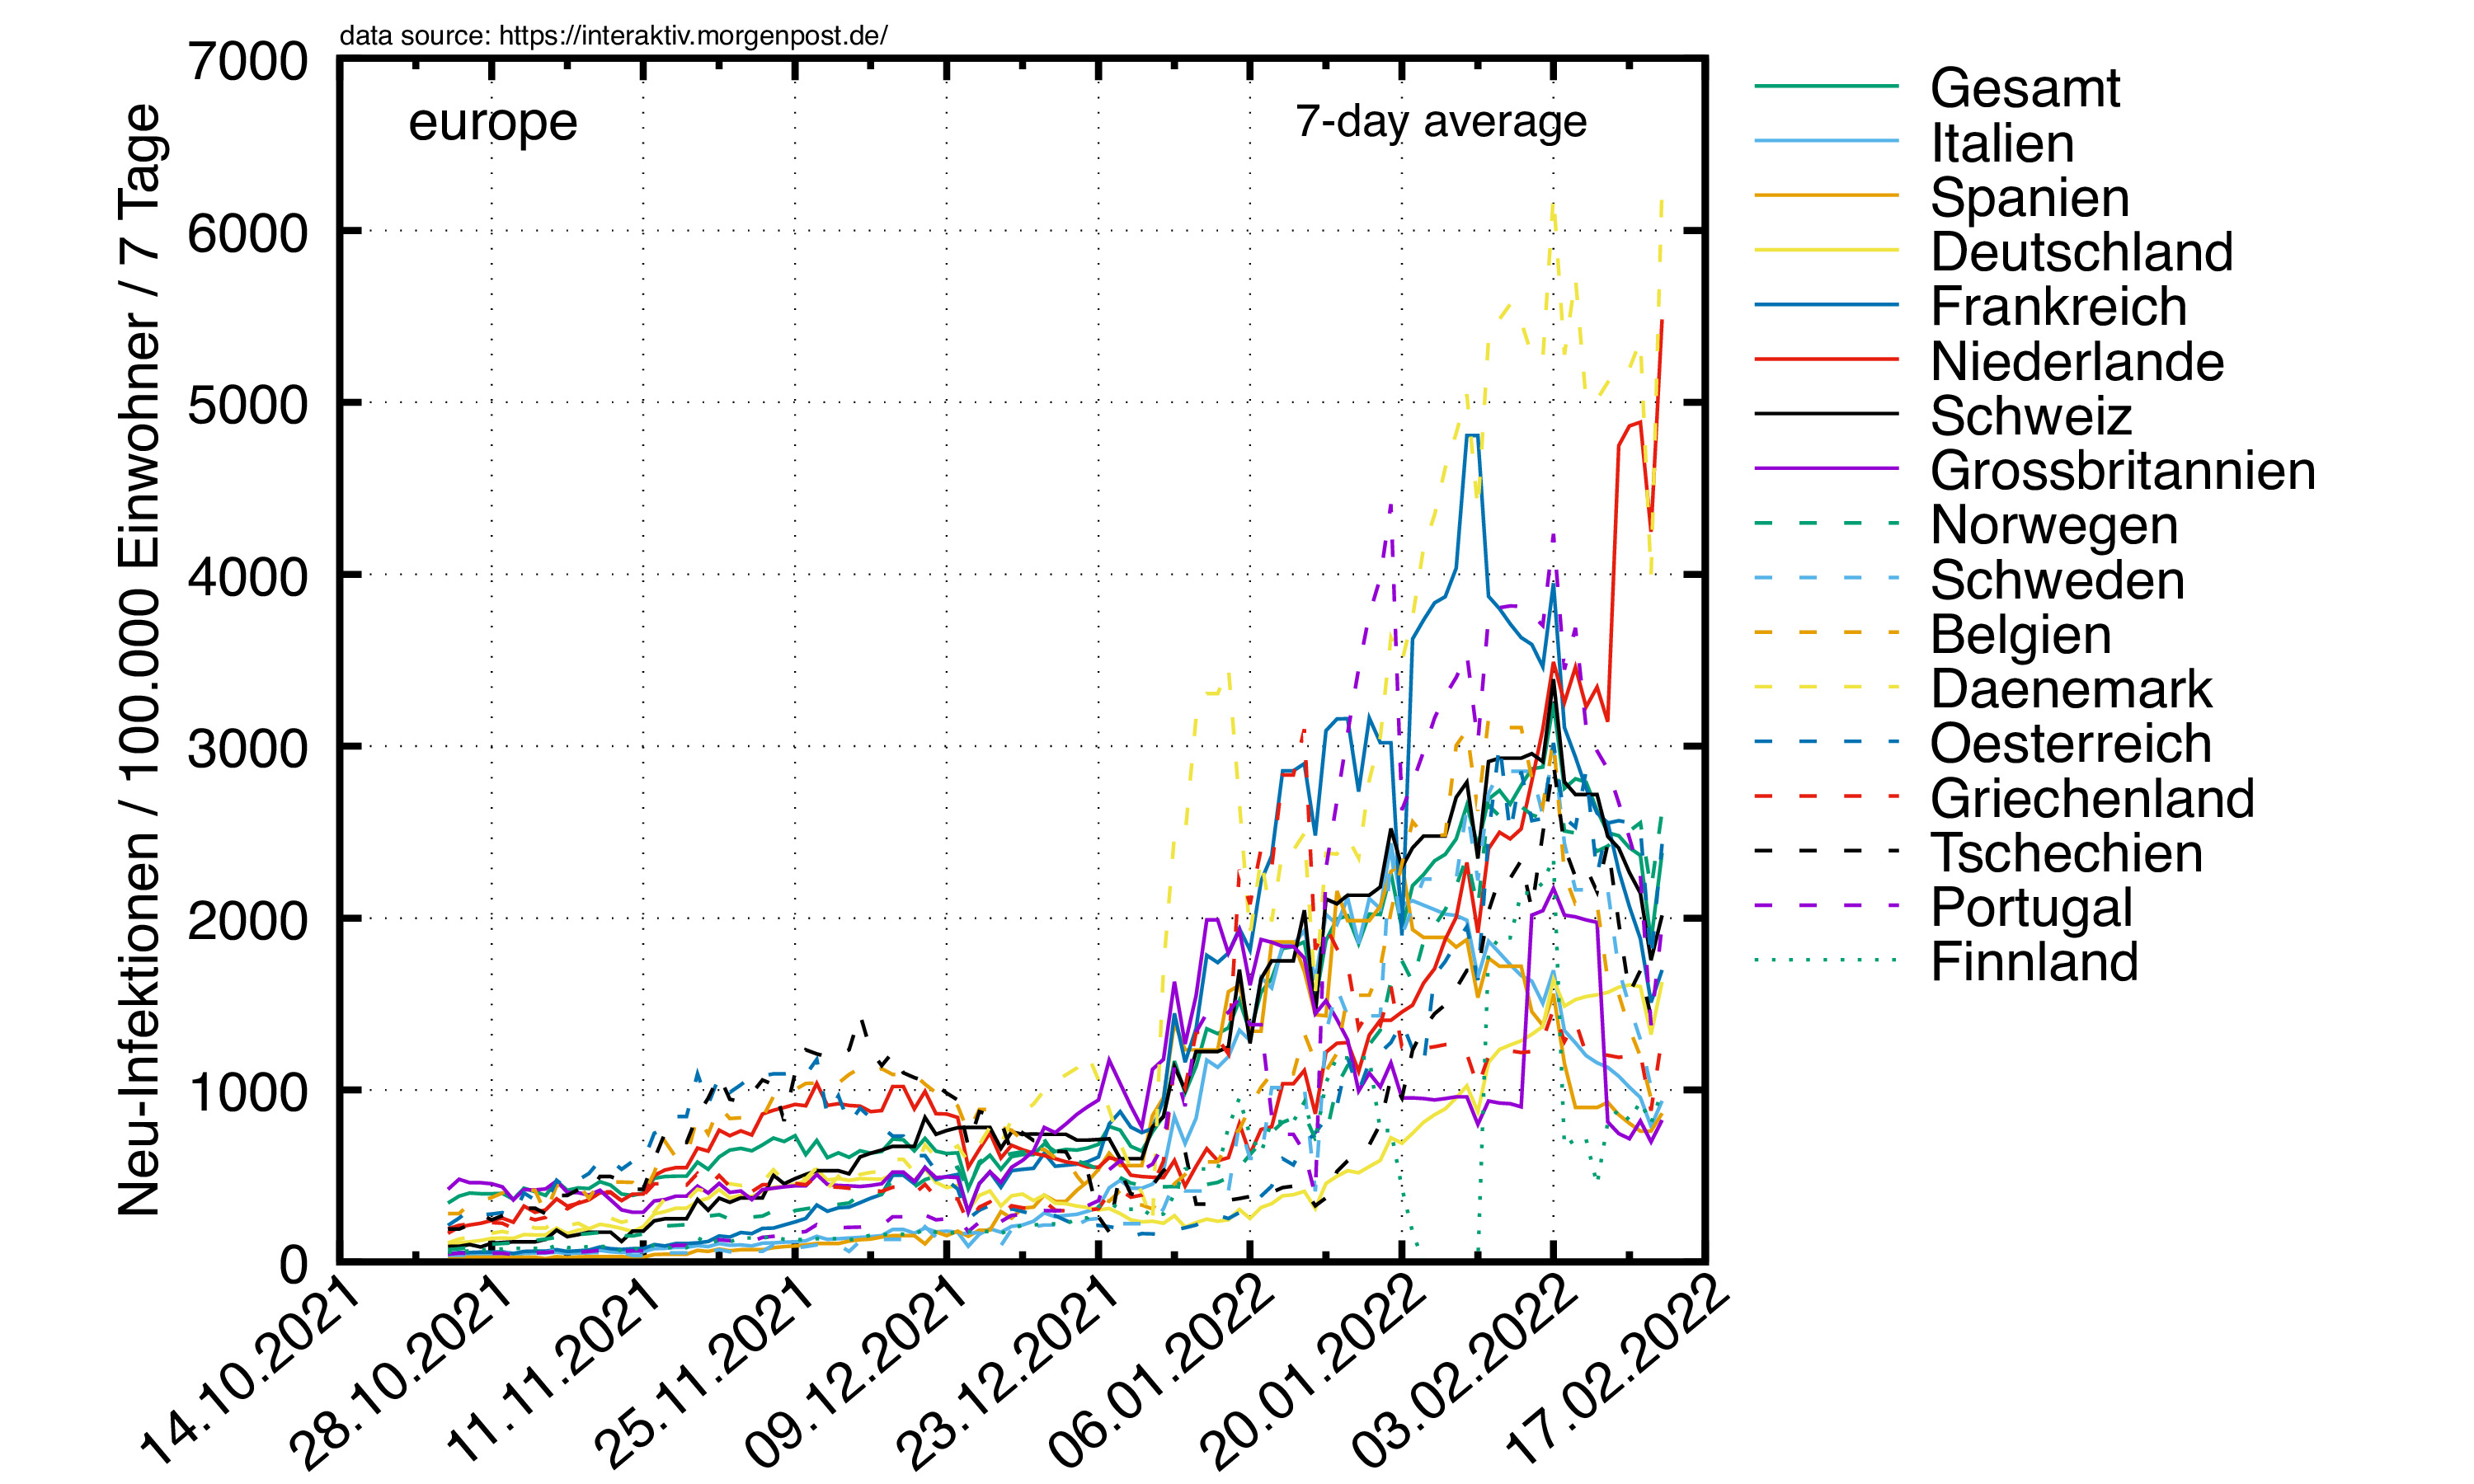 data source: https://interaktiv.morgenpost.de/
europe
7-day average
Neu-Infektionen / 100.000 Einwohner / 7 Tage
7000
6000
5000
4000
3000
2000
1000
0
14.10.2021
28.10.2021
11.11.2021
25.11.2021
09.12.2021
23.12.2021
06.01.2022
20.01.2022
03.02.2022
17.02.2022
Gesamt
Italien
Spanien
Deutschland
Frankreich
Niederlande
Schweiz
Grossbritannien
Norwegen
Schweden
Belgien
Daenemark
Oesterreich
Griechenland
Tschechien
Portugal
Finnland